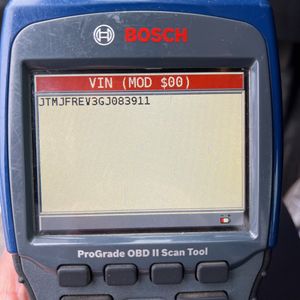 BOSCH
VIN (MOD $00)
JTMJFREV3GJ083911
ProGrade OBD II Scan Tool